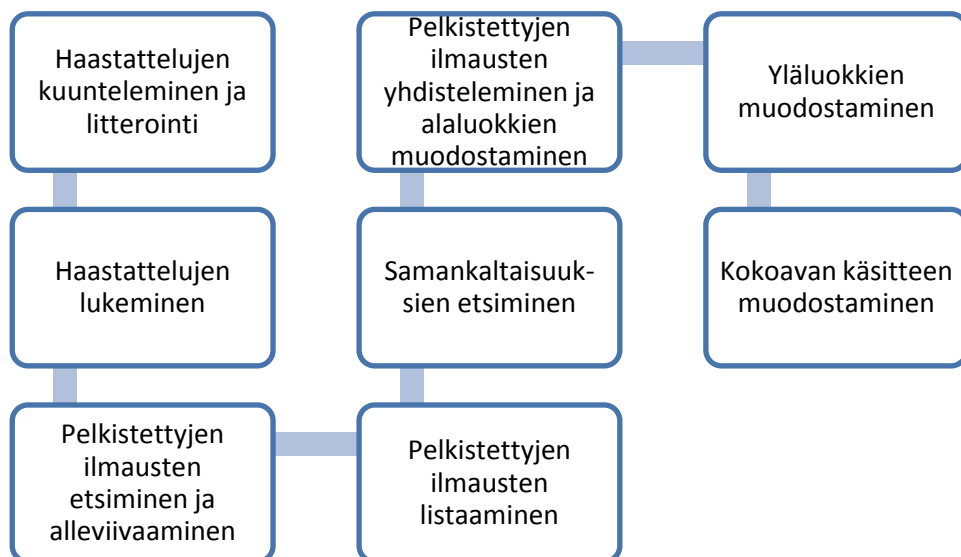 Haastattelujen
kuunteleminen ja
litterointi
Haastattelujen
lukeminen
Pelkistettyjen
ilmausten
etsiminen ja
alleviivaaminen
Pelkistettyjen
ilmausten
listaaminen
Samankaltaisuuk-
sien etsiminen
Pelkistettyjen
ilmausten
yhdisteleminen ja
alaluokkien
muodostaminen
Yläluokkien
muodostaminen
Kokoavan käsitteen
muodostaminen